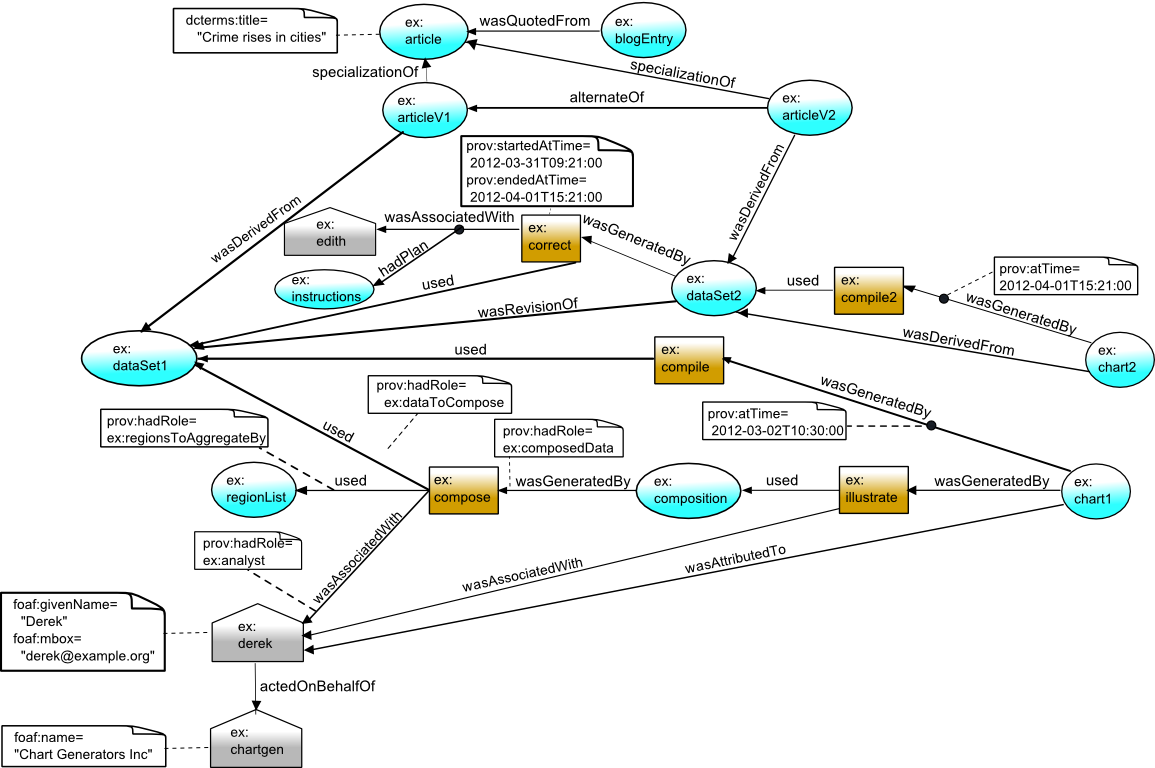 dcterms:title=
"Crime rises in cities"
ex:
article
wasQuotedFrom
ex:
blogEntry
specializationOf
specializationOf
ex:
articleV1
alternateOf
ex:
articleV2
prov:startedAtTime=
2012-03-31T09:21:00
prov:endedAtTime=
2012-04-01T15:21:00
wasDerivedFrom
wasDerivedFrom
ex:
edith
wasAssociatedWith
ex:
correct
wasGeneratedBy
hadPlan
ex:
instructions
used
ex:
dataSet2
used
ex:
compile2
prov:atTime=
2012-04-01T15:21:00
wasGeneratedBy
wasRevisionOf
wasDerivedFrom
ex:
dataSet1
used
ex:
compile
ex:
chart2
prov:hadRole=
ex:dataToCompose
wasGeneratedBy
prov:hadRole=
ex:regionsToAggregateBy
used
prov:hadRole=
ex:composedData
prov:atTime=
2012-03-02T10:30:00
ex:
regionList
used
ex:
compose
wasGeneratedBy
ex:
composition
used
ex:
illustrate
wasGeneratedBy
ex:
chart1
prov:hadRole=
ex:analyst
wasAssociatedWith
wasAssociatedWith
wasAttributedTo
foaf:givenName=
"Derek"
foaf:mbox=
"derek@example.org"
ex:
derek
actedOnBehalfOf
foaf:name=
"Chart Generators Inc"
ex:
chartgen